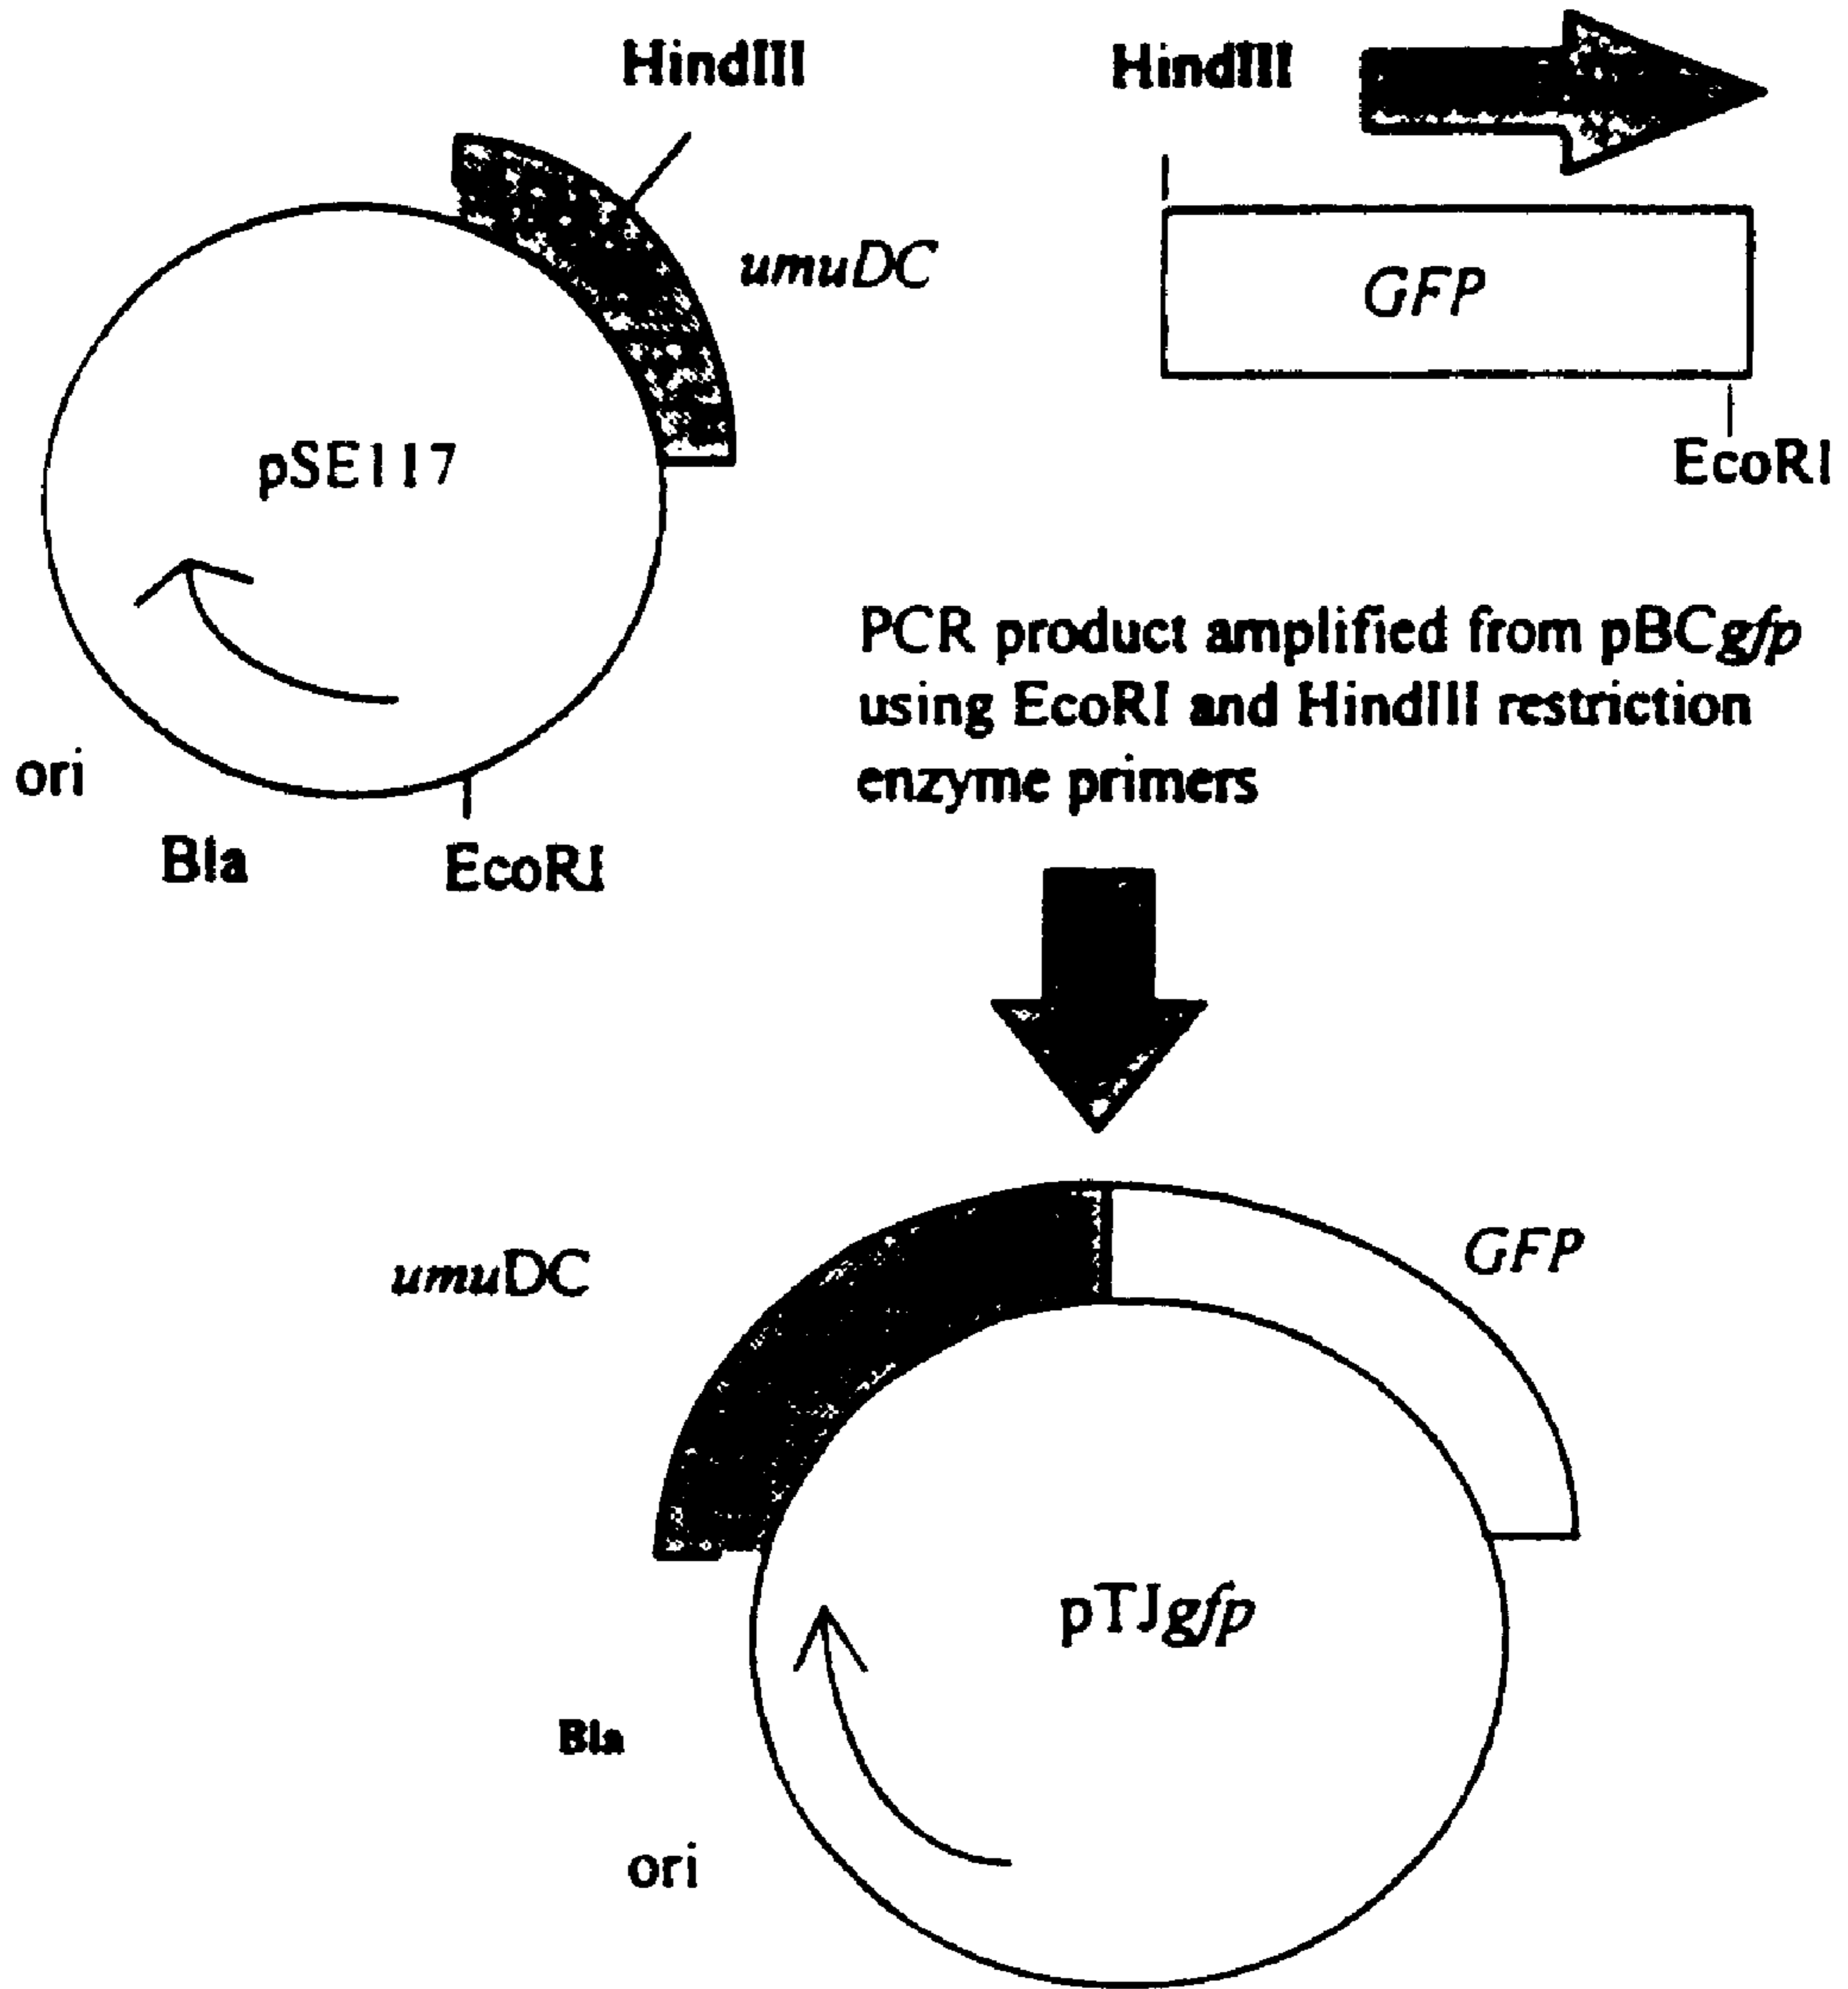 HindIII
HindIII
umuDC
GFP
pSE117
EcoRI
PCR product amplified from pBCgfp
using EcoRI and HindIII restriction
enzyme primers
ori
Bla
EcoRI
umuDC
GFP
pTJgfp
Bla
ori